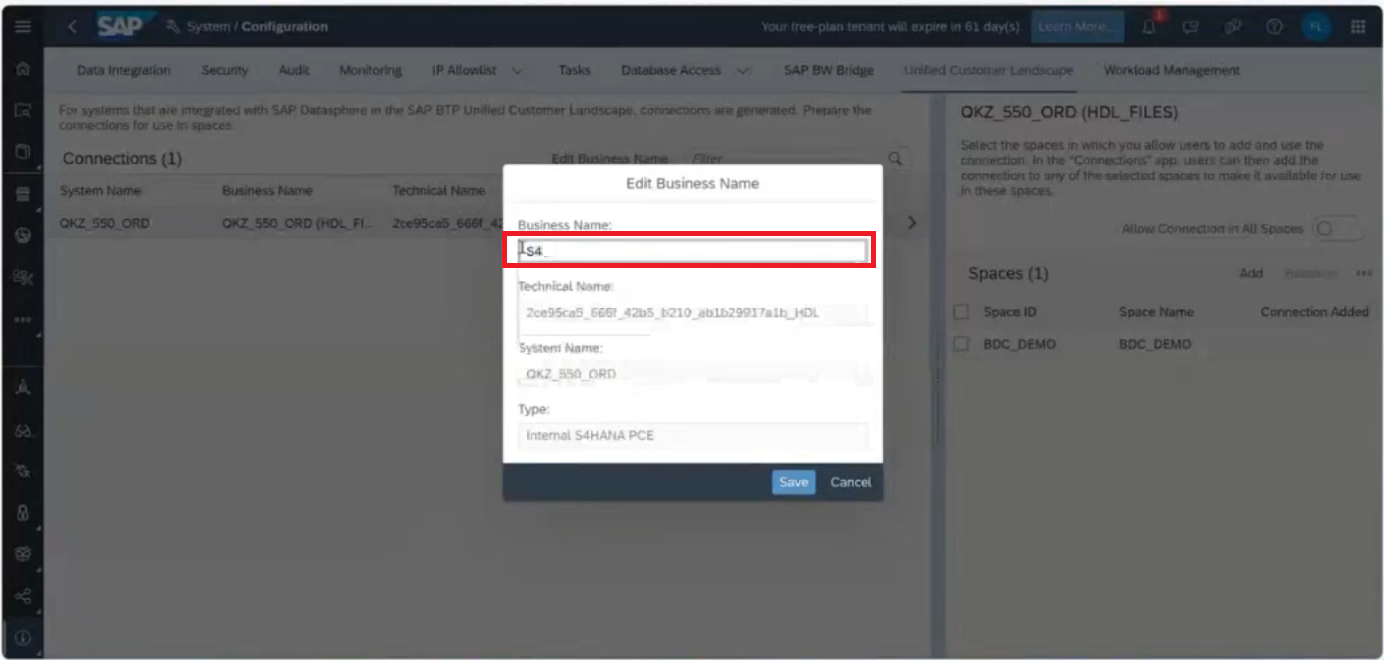 SAP System / Configuration Your free-plan tenant will expire in 61 day(s) Learn More... 1 FL
Data Integration Security Audit Monitoring IP Allowlist Tasks Database Access SAP BW Bridge Unified Customer Landscape Workload Management
For systems that are integrated with SAP Datasphere in the SAP BTP Unified Customer Landscape, connections are generated. Prepare the
connections for use in spaces.
Connections (1) Edit Business Name Filter
System Name Business Name Technical Name
QKZ_550_ORD QKZ_550_ORD (HDL_FI... 2ce95ca5_666f_42
Edit Business Name
Business Name:
S4_
Technical Name:
2ce95ca5_666f_42b5_b210_ab1b29917a1b_HDL
System Name:
QKZ_550_ORD
Type:
Internal S4HANA PCE
Save Cancel
QKZ_550_ORD (HDL_FILES)
Select the spaces in which you allow users to add and use the
connection. In the "Connections" app, users can then add the
connection to any of the selected spaces to make it available for use
in these spaces.
Allow Connection in All Spaces
Spaces (1) Add
Space ID Space Name Connection Added
BDC_DEMO BDC_DEMO